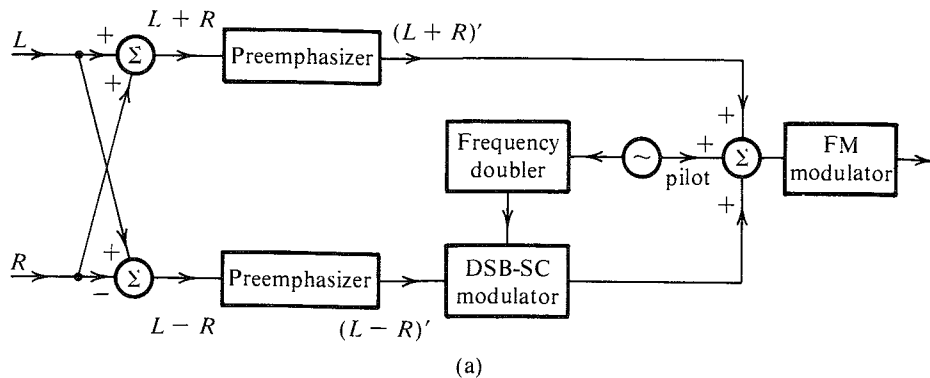 L + R
(L + R)′
L
+
Σ
Preemphasizer
+
+
Frequency
doubler
~
+
pilot
Σ
FM
modulator
+
R
+
−
Σ
Preemphasizer
DSB-SC
modulator
L − R
(L − R)′
(a)